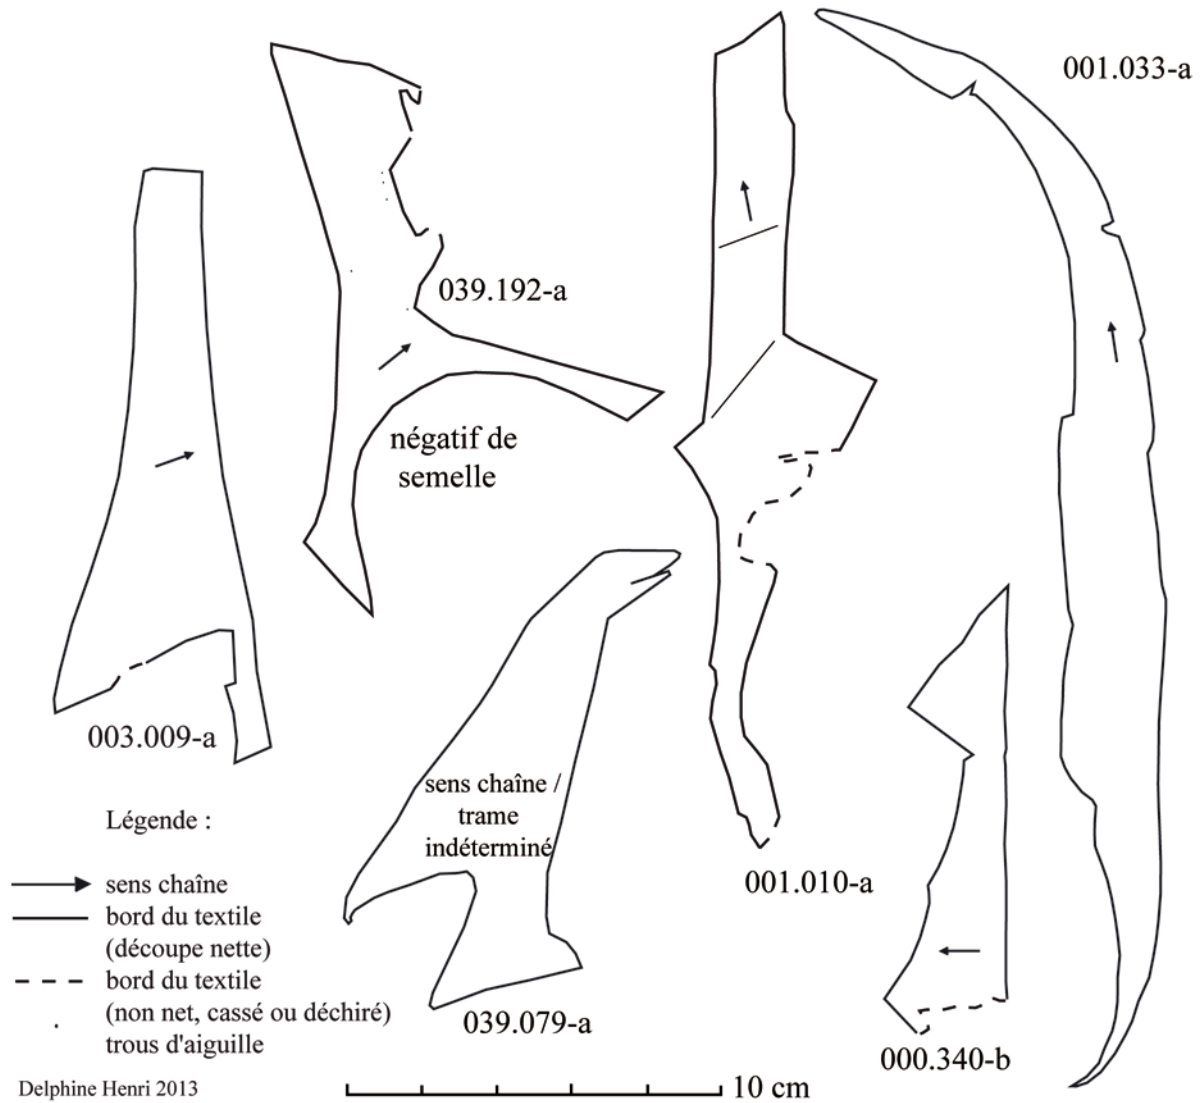 001.033-a
039.192-a
négatif de
semelle
003.009-a
sens chaîne /
trame
indéterminé
001.010-a
039.079-a
000.340-b
Légende :
sens chaîne
bord du textile
(découpe nette)
bord du textile
(non net, cassé ou déchiré)
trous d'aiguille
Delphine Henri 2013
10 cm